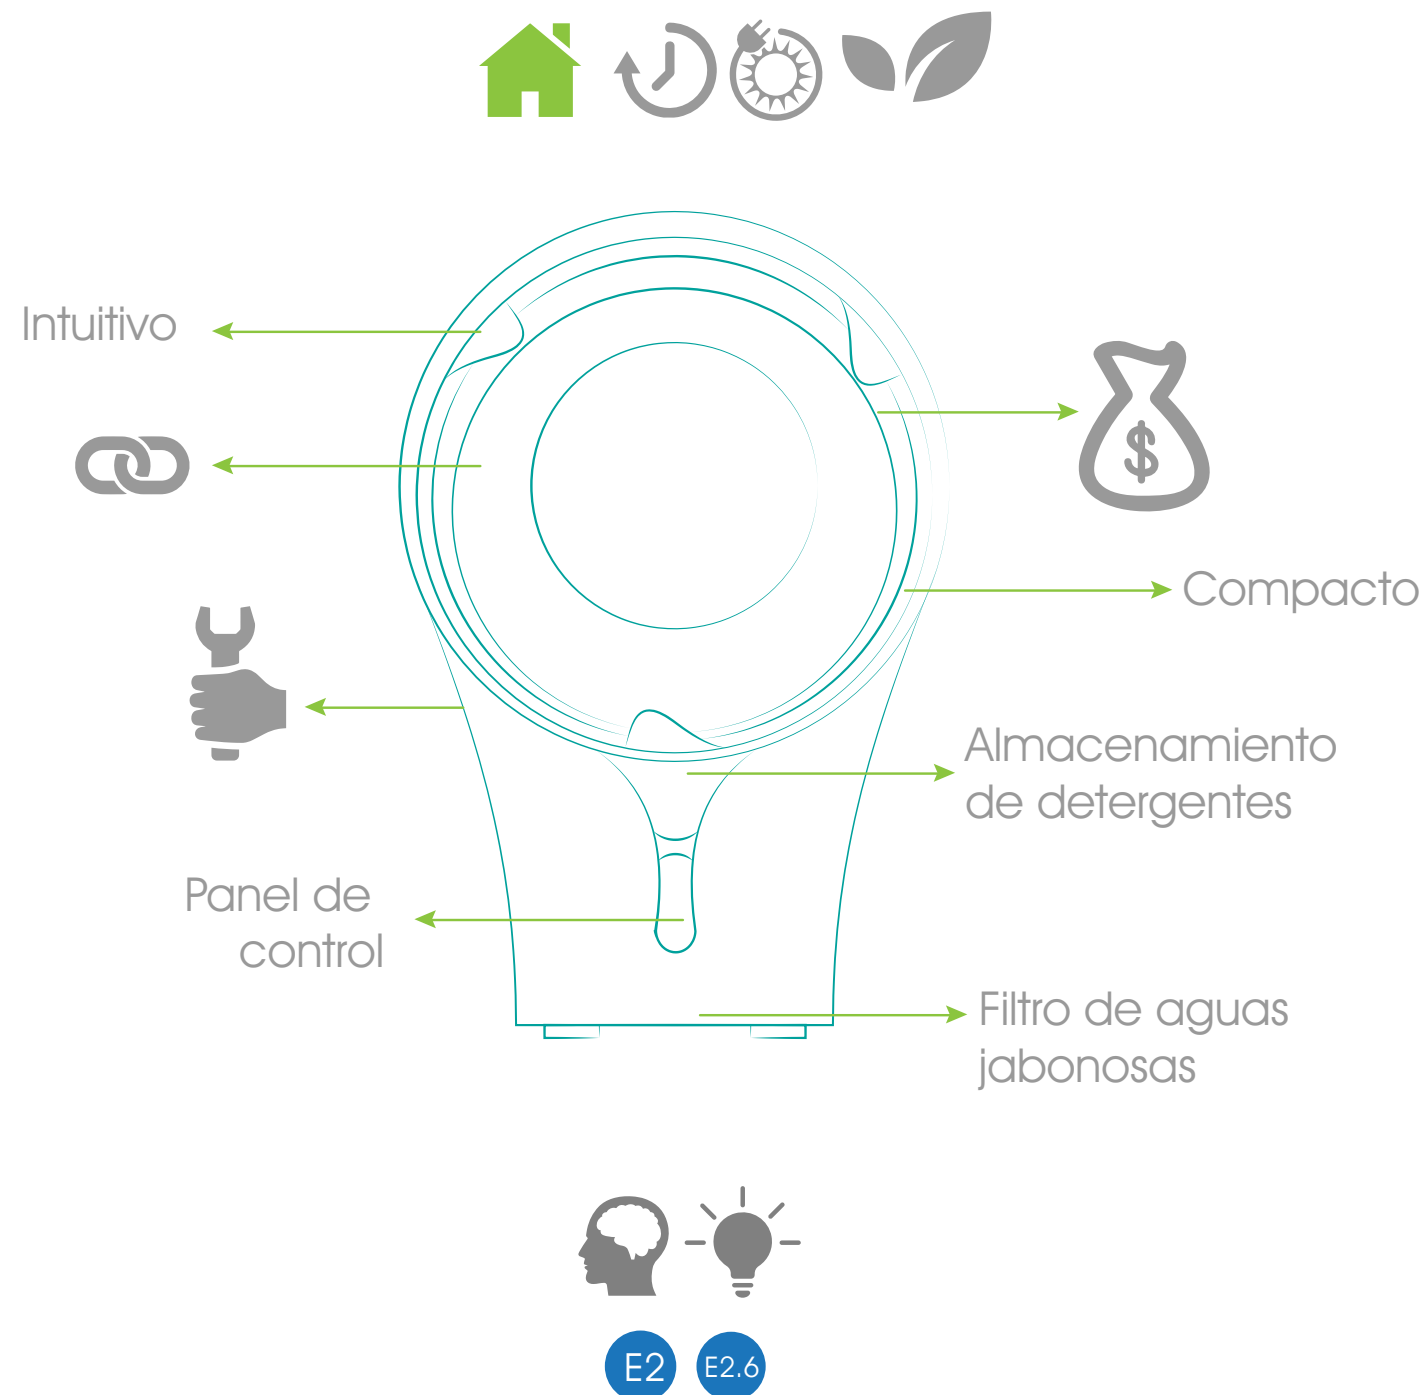 Intuitivo
$
Compacto
Almacenamiento
de detergentes
Panel de
control
Filtro de aguas
jabonosas
E2
E2.6